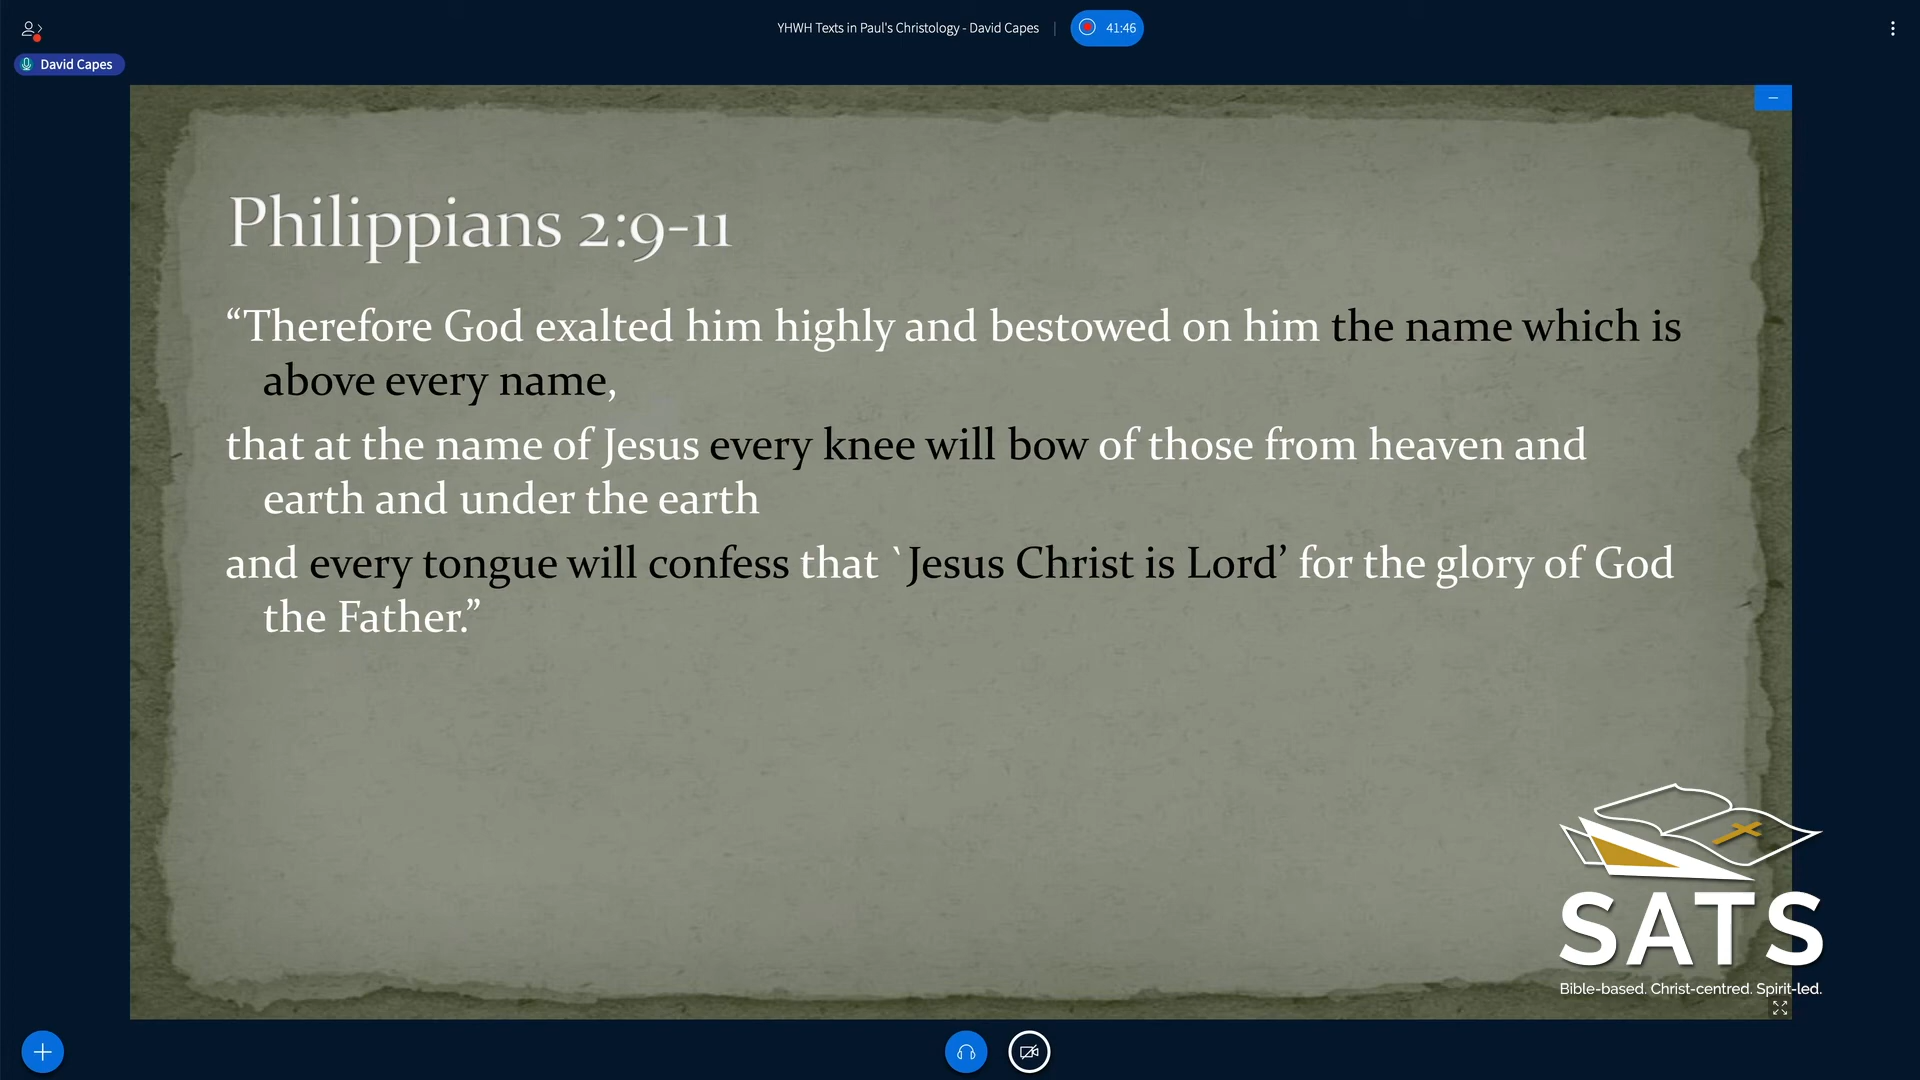 YHWH Texts in Paul's Christology - David Capes
41:46
David Capes
Philippians 2:9-11
“Therefore God exalted him highly and bestowed on him the name which is
above every name,
that at the name of Jesus every knee will bow of those from heaven and
earth and under the earth
and every tongue will confess that `Jesus Christ is Lord’ for the glory of God
the Father.”
SATS
Bible-based. Christ-centred. Spirit-led.